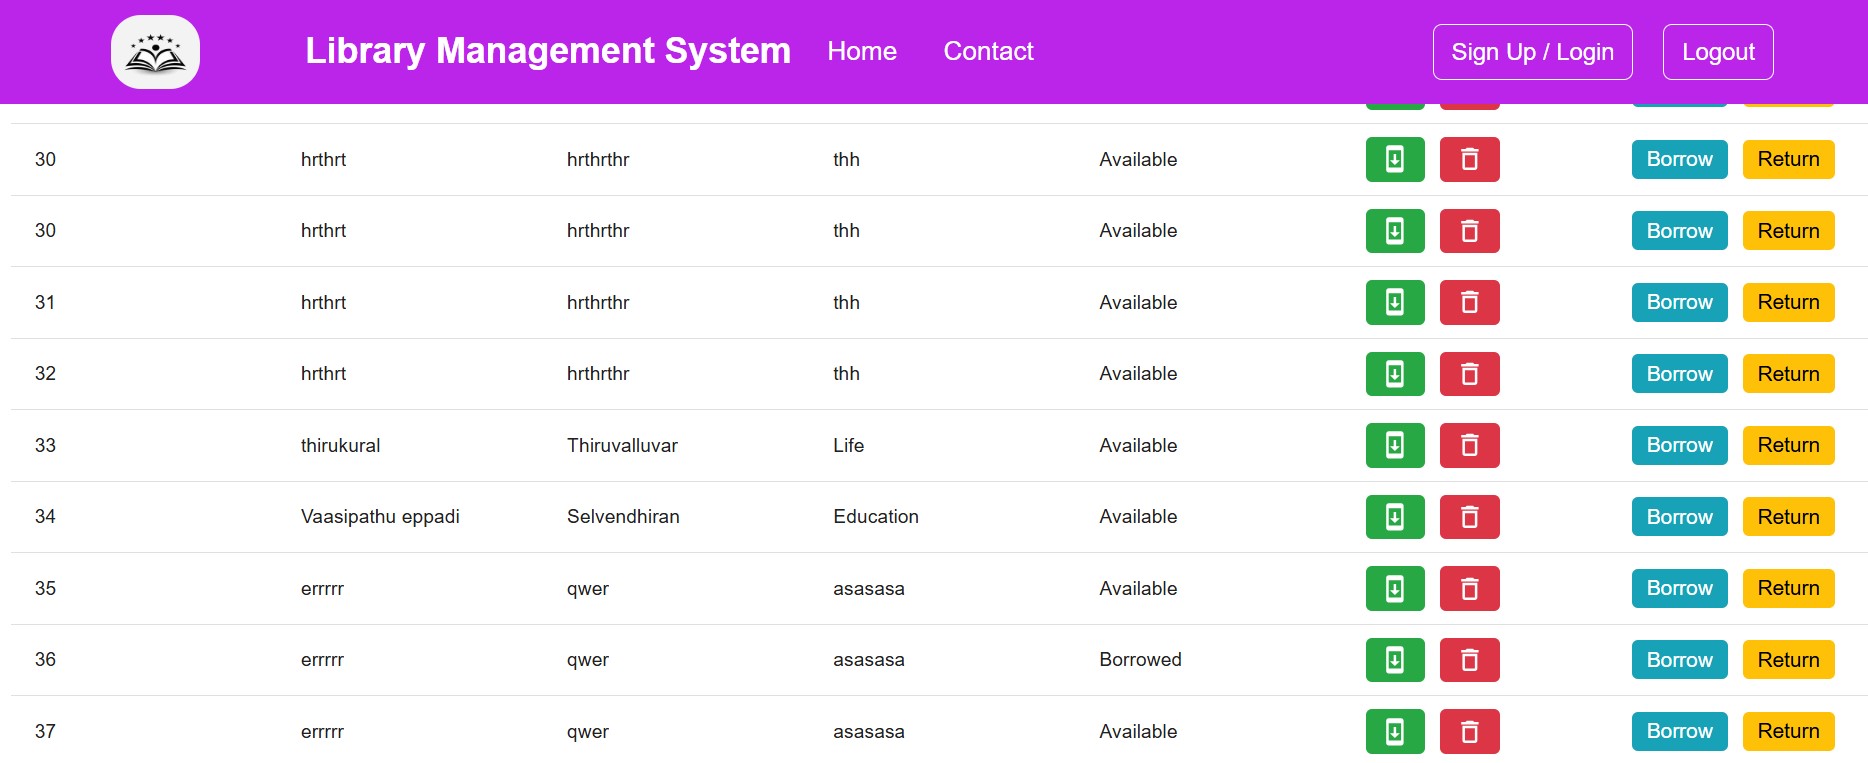 Library Management System Home Contact Sign Up / Login Logout
30 hrthrt hrthrthr thh Available Borrow Return
30 hrthrt hrthrthr thh Available Borrow Return
31 hrthrt hrthrthr thh Available Borrow Return
32 hrthrt hrthrthr thh Available Borrow Return
33 thirukural Thiruvalluvar Life Available Borrow Return
34 Vaasipathu eppadi Selvendhiran Education Available Borrow Return
35 errrrr qwer asasasa Available Borrow Return
36 errrrr qwer asasasa Borrowed Borrow Return
37 errrrr qwer asasasa Available Borrow Return